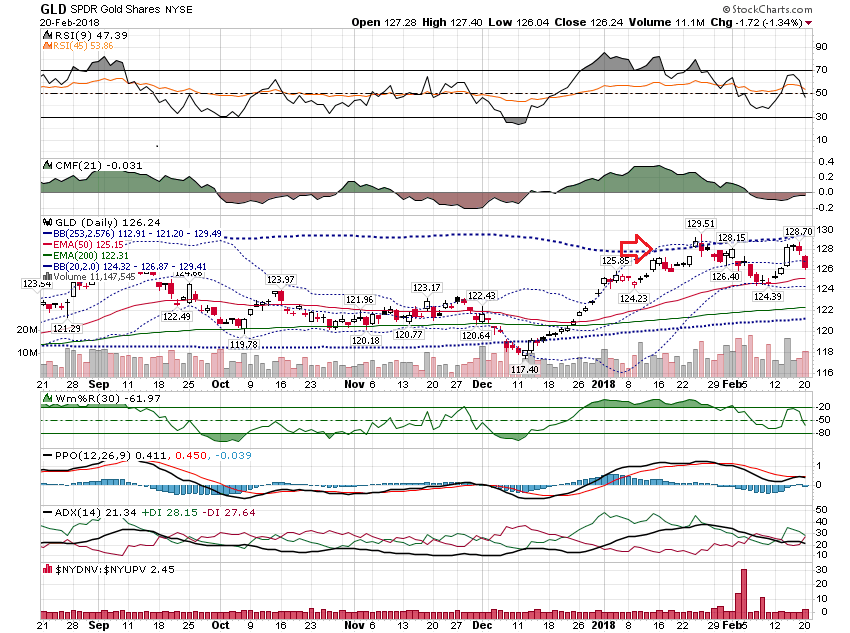 GLD SPDR Gold Shares NYSE © StockCharts.com
20-Feb-2018 Open 127.28 High 127.40 Low 126.04 Close 126.24 Volume 11.1M Chg -1.72 (-1.34%)
RSI(9) 47.39
RSI(45) 53.86
90
70
50
30
10
CMF(21) -0.031
0.4
0.2
0.0
-0.2
GLD (Daily) 126.24
BB(253,2.576) 112.91 - 121.20 - 129.49
EMA(50) 125.15
EMA(200) 122.31
BB(20,2.0) 124.32 - 126.87 - 129.41
Volume 11,147,545
130
128
126
124
122
120
118
116
20M
10M
123.54
121.29
122.49
119.78
123.97
121.96
120.18
120.77
123.17
122.43
120.64
117.40
125.85
124.23
129.51
128.15
126.40
124.39
128.70
21 28 Sep 11 18 25 Oct 9 16 23 Nov 6 13 20 27 Dec 11 18 26 2018 8 16 22 29 Feb 5 12 20
Wm%R(30) -61.97
-20
-50
-80
PPO(12,26,9) 0.411, 0.450, -0.039
1
0
ADX(14) 21.34 +DI 28.15 -DI 27.64
50
40
30
20
10
$NYDNV:$NYUPV 2.45
30
20
10
0
21 28 Sep 11 18 25 Oct 9 16 23 Nov 6 13 20 27 Dec 11 18 26 2018 8 16 22 29 Feb 5 12 20